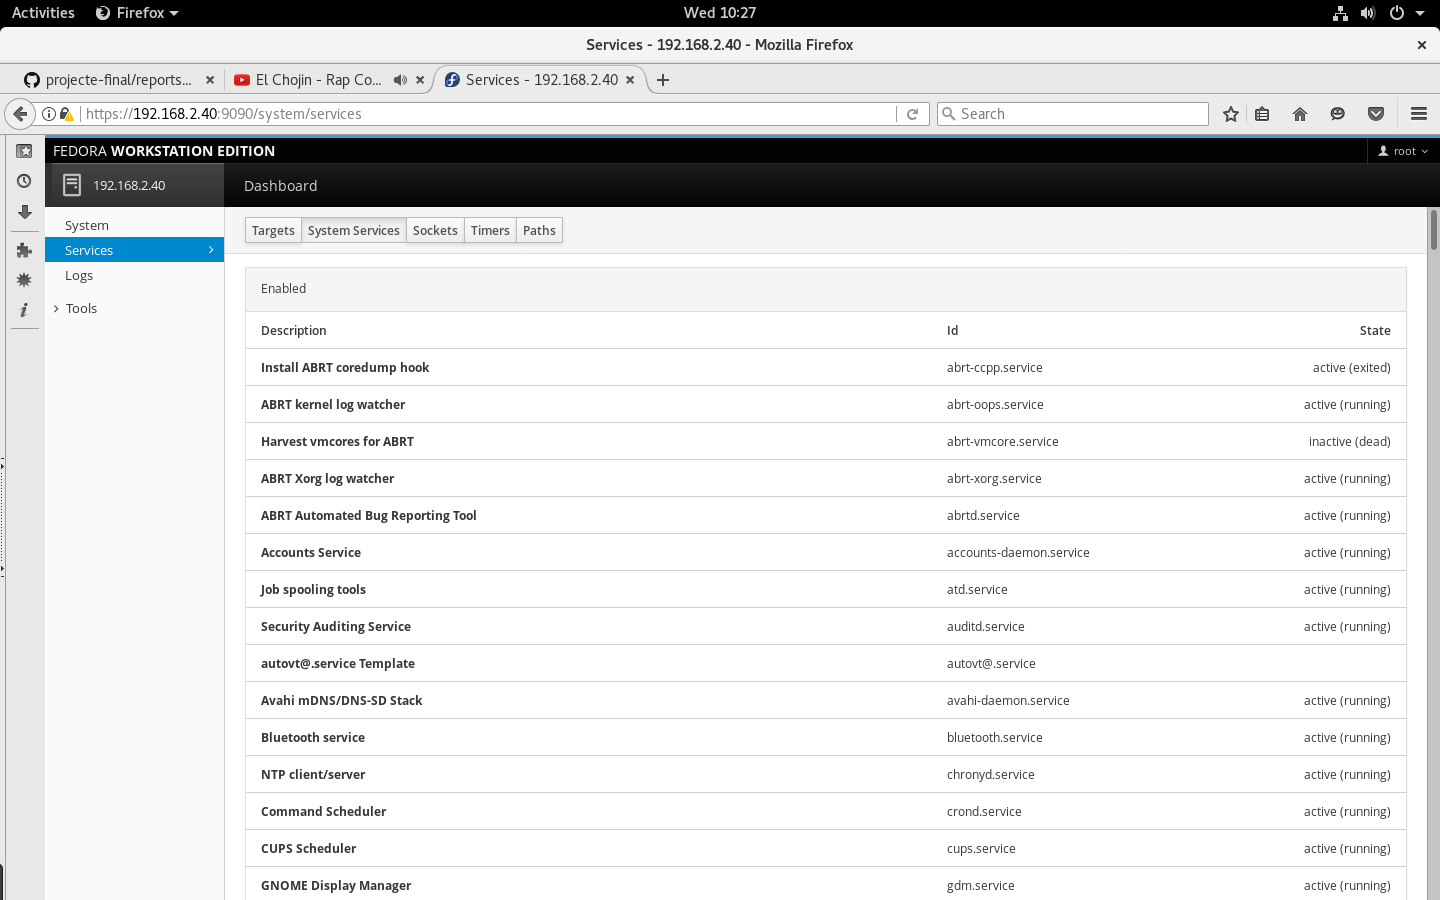 Activities Firefox Wed 10:27
Services - 192.168.2.40 - Mozilla Firefox
projecte-final/reports... El Chojin - Rap Co... Services - 192.168.2.40
https://192.168.2.40:9090/system/services Search
FEDORA WORKSTATION EDITION root
192.168.2.40 Dashboard
System
Services
Logs
Tools
Targets System Services Sockets Timers Paths
Enabled
Description Id State
Install ABRT coredump hook abrt-ccpp.service active (exited)
ABRT kernel log watcher abrt-oops.service active (running)
Harvest vmcores for ABRT abrt-vmcore.service inactive (dead)
ABRT Xorg log watcher abrt-xorg.service active (running)
ABRT Automated Bug Reporting Tool abrtd.service active (running)
Accounts Service accounts-daemon.service active (running)
Job spooling tools atd.service active (running)
Security Auditing Service auditd.service active (running)
autovt@.service Template autovt@.service
Avahi mDNS/DNS-SD Stack avahi-daemon.service active (running)
Bluetooth service bluetooth.service active (running)
NTP client/server chronyd.service active (running)
Command Scheduler crond.service active (running)
CUPS Scheduler cups.service active (running)
GNOME Display Manager gdm.service active (running)